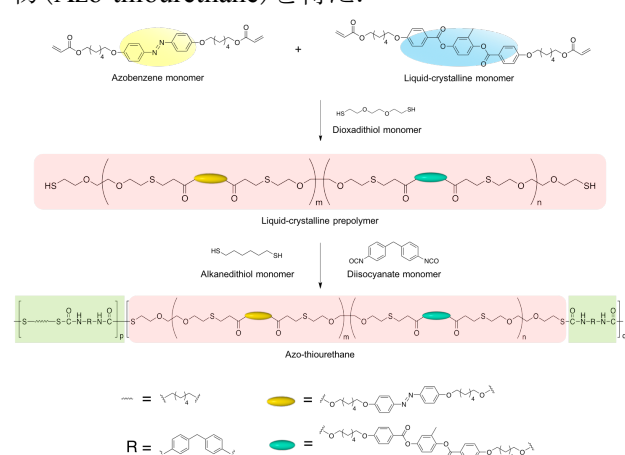 物 (Azo-thiourethane) を得た.
Azobenzene monomer
+
Liquid-crystalline monomer
Dioxadithiol monomer
Liquid-crystalline prepolymer
Alkanedithiol monomer
Diisocyanate monomer
Azo-thiourethane
=
=
R =
=